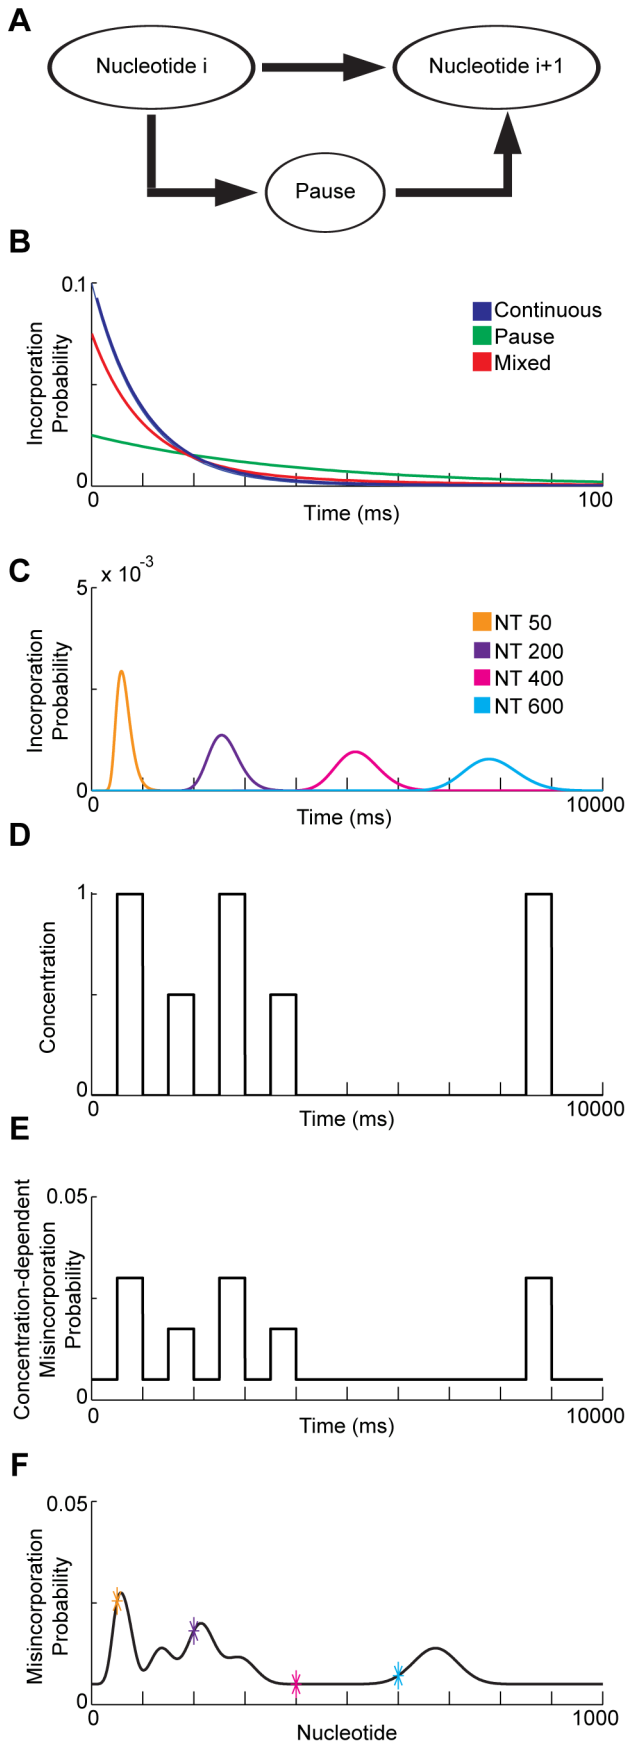 A
Nucleotide i
Nucleotide i+1
Pause
B
0.1
Incorporation
Probability
Continuous
Pause
Mixed
0
0
100
Time (ms)
C
x 10-3
5
Incorporation
Probability
NT 50
NT 200
NT 400
NT 600
0
0
10000
Time (ms)
D
1
Concentration
0
0
10000
Time (ms)
E
0.05
Concentration-dependent
Misincorporation
Probability
0
0
10000
Time (ms)
F
0.05
Misincorporation
Probability
0
0
1000
Nucleotide